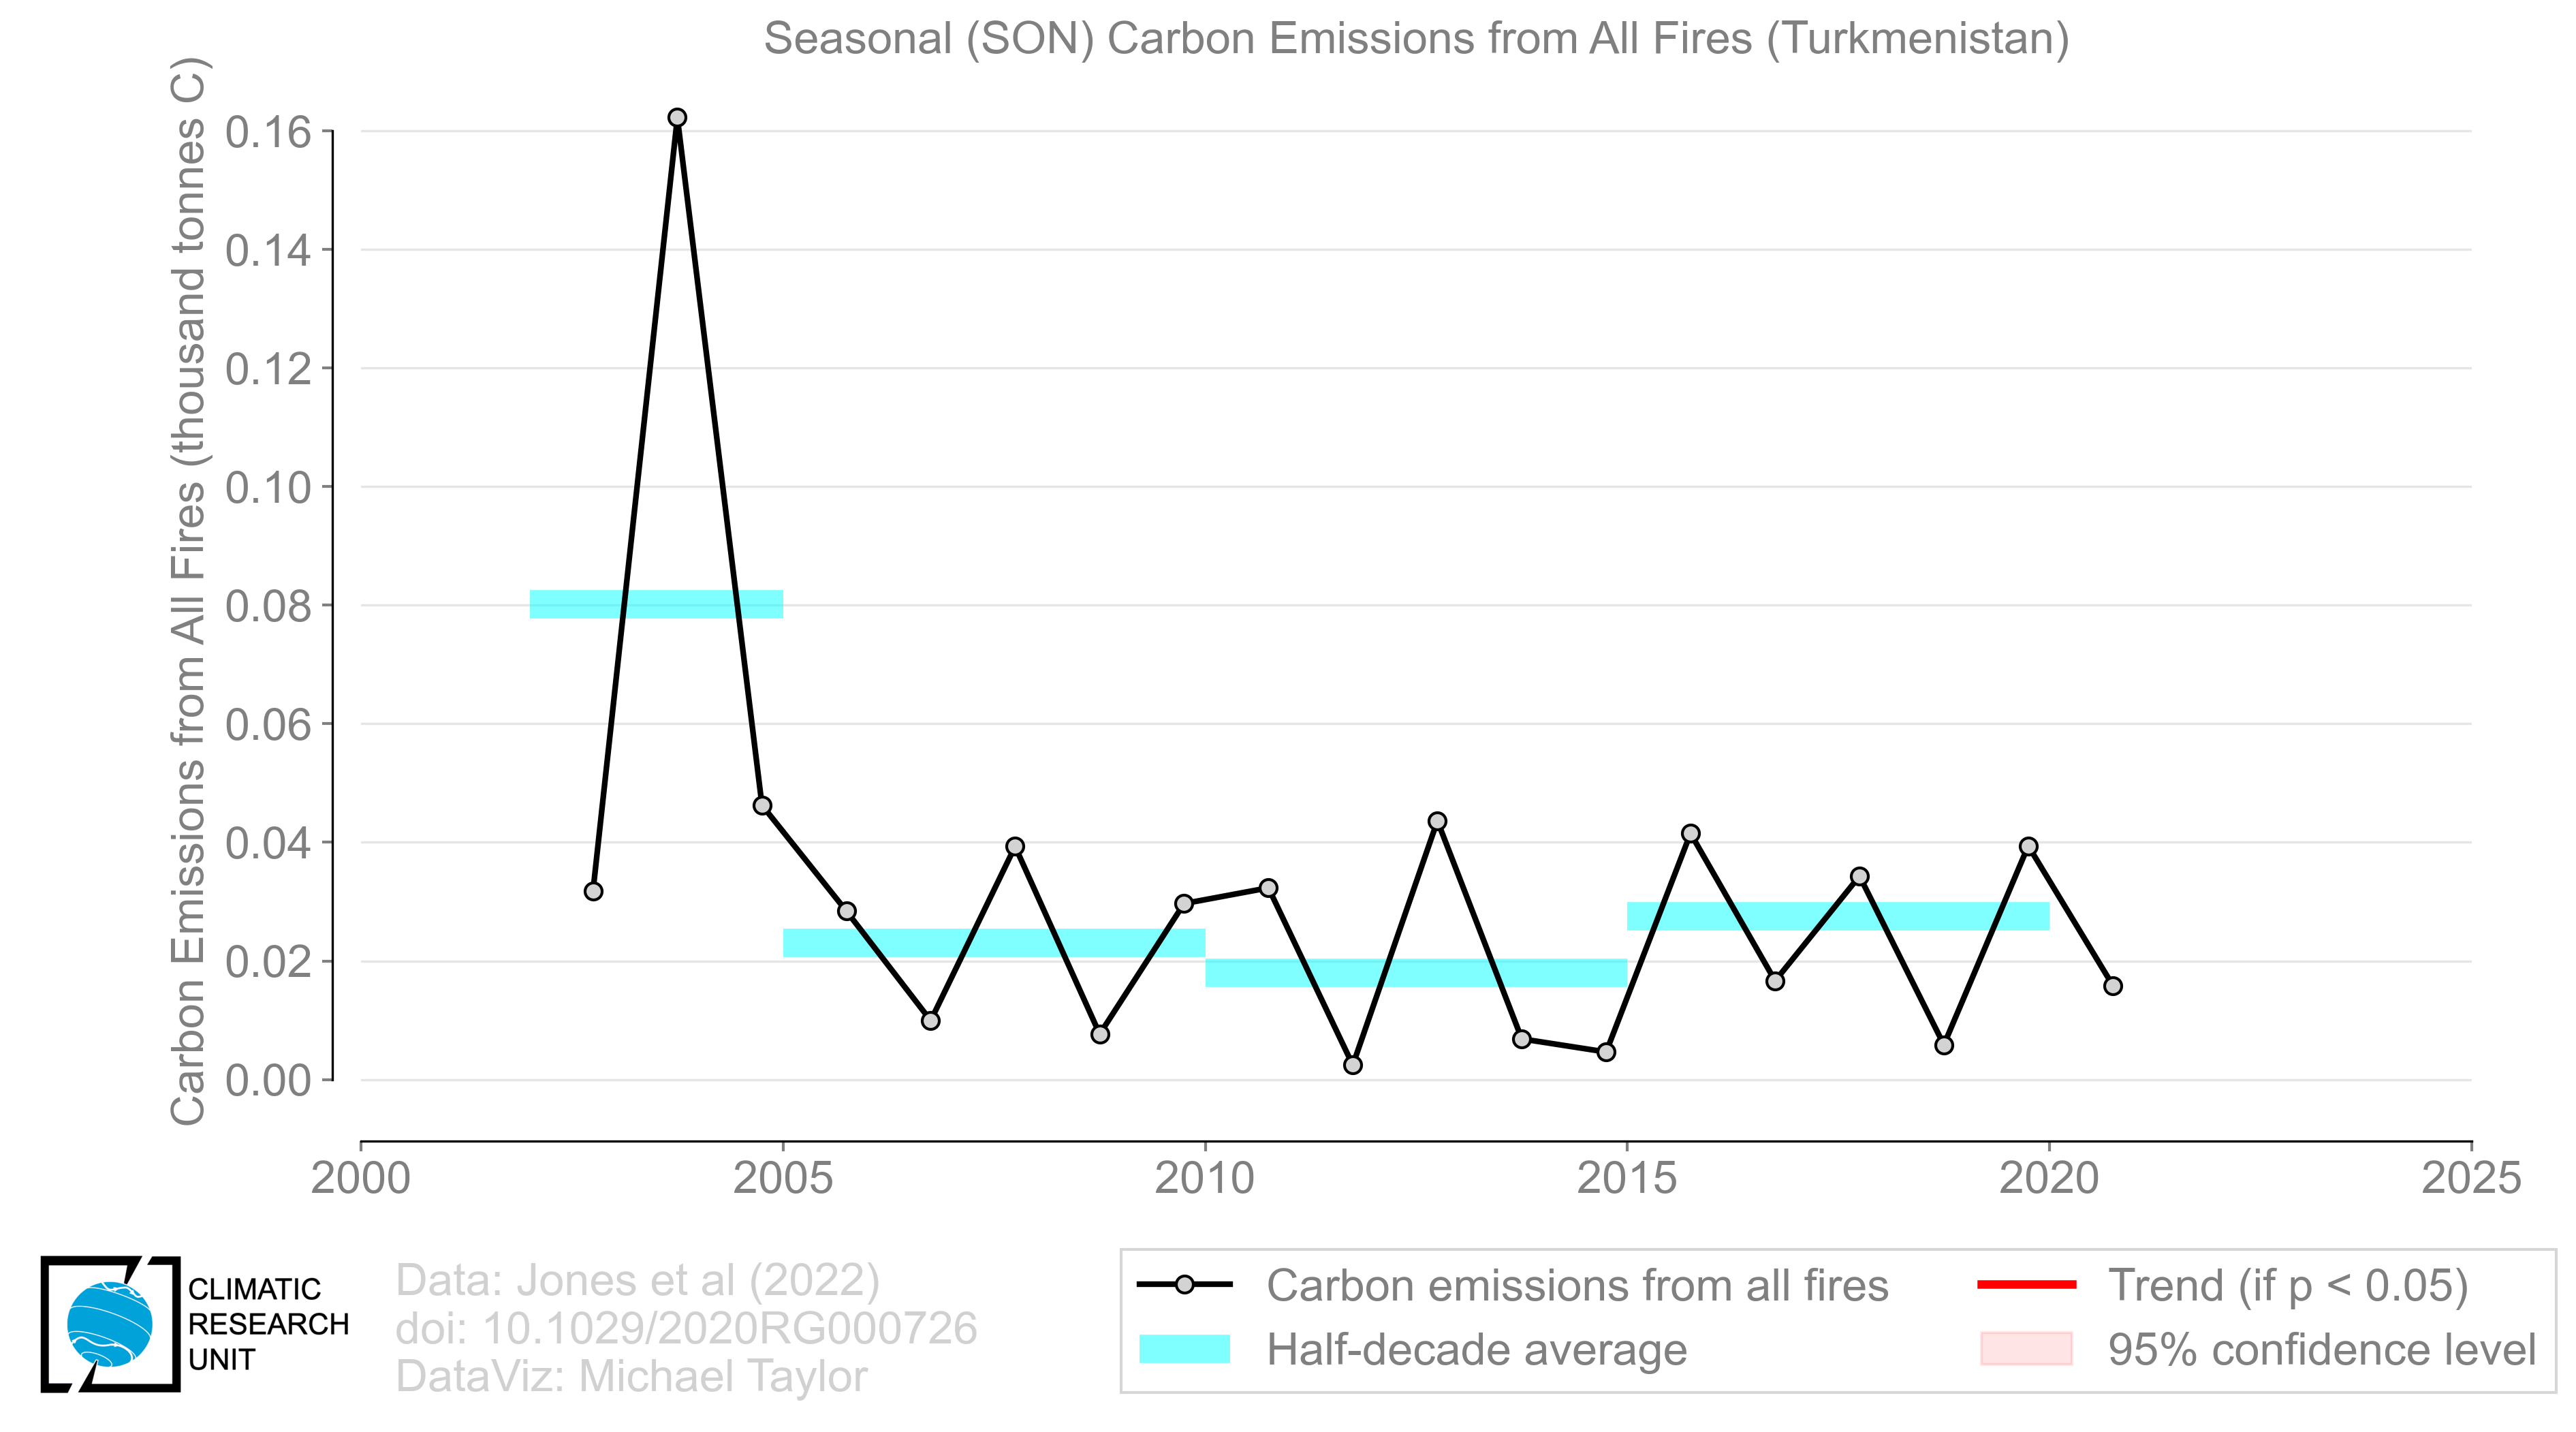 Seasonal (SON) Carbon Emissions from All Fires (Turkmenistan)
Carbon Emissions from All Fires (thousand tonnes C)
0.16
0.14
0.12
0.10
0.08
0.06
0.04
0.02
0.00
2000 2005 2010 2015 2020 2025
CLIMATIC
RESEARCH
UNIT
Data: Jones et al (2022)
doi: 10.1029/2020RG000726
DataViz: Michael Taylor
Carbon emissions from all fires
Half-decade average
Trend (if p < 0.05)
95% confidence level